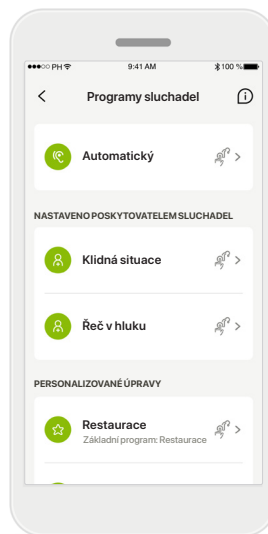 PH 9:41 AM 100 %
Programy sluchadel
Automatický
NASTAVENO POSKYTOVATELEM SLUCHADEL
Klidná situace
Řeč v hluku
PERSONALIZOVANÉ ÚPRAVY
Restaurace
Základní program: Restaurace